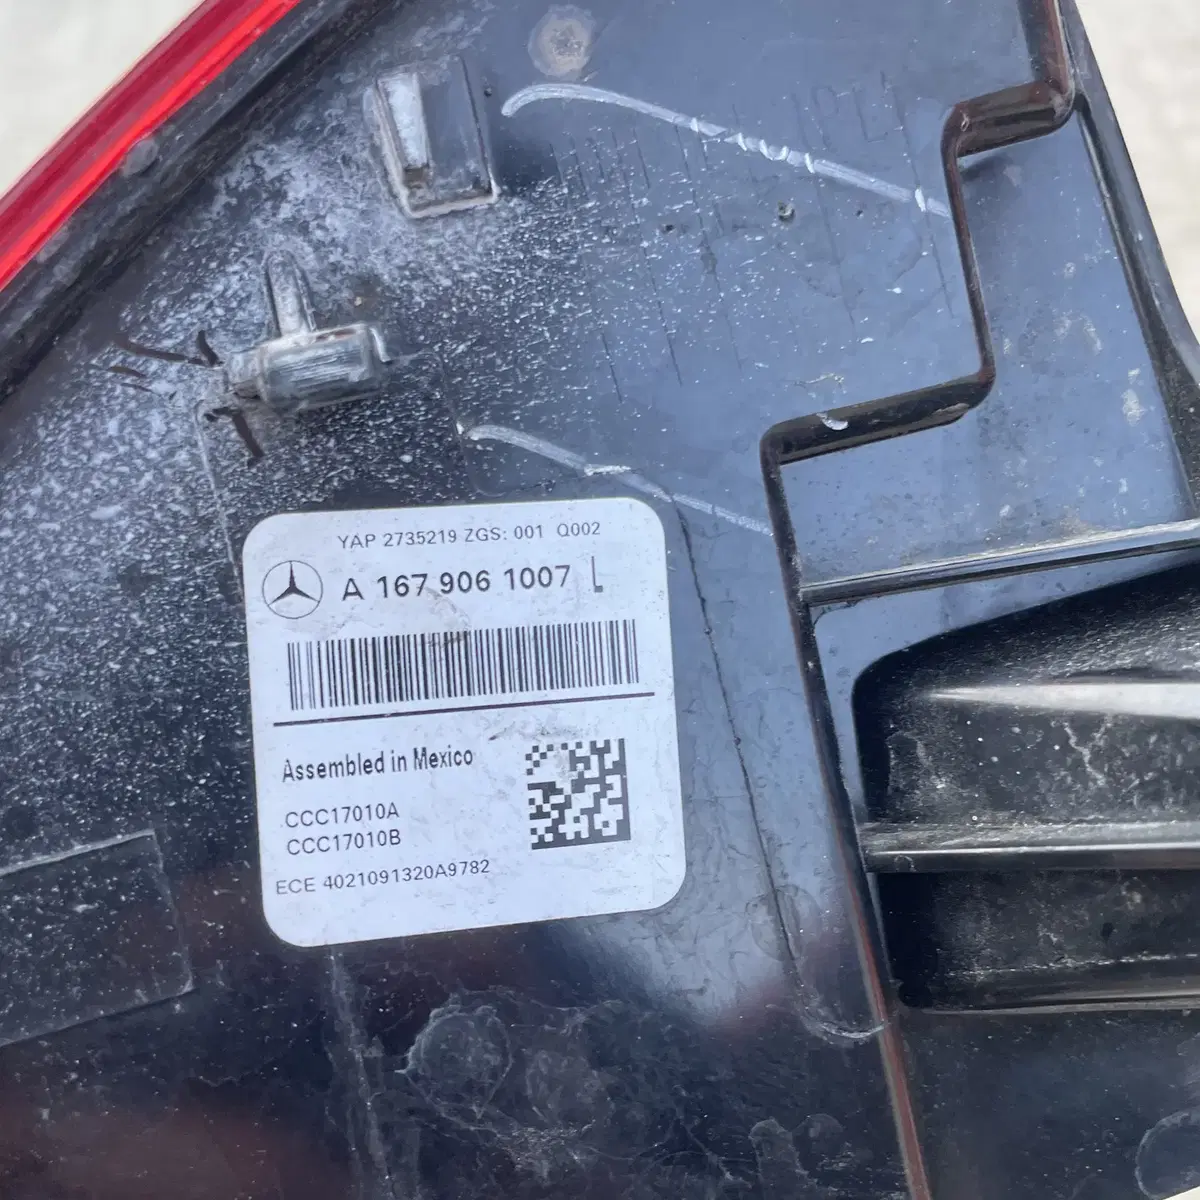 YAP 2735219 ZGS: 001 Q002
A 167 906 1007 L
Assembled in Mexico
CCC17010A
CCC17010B
ECE 4021091320A9782